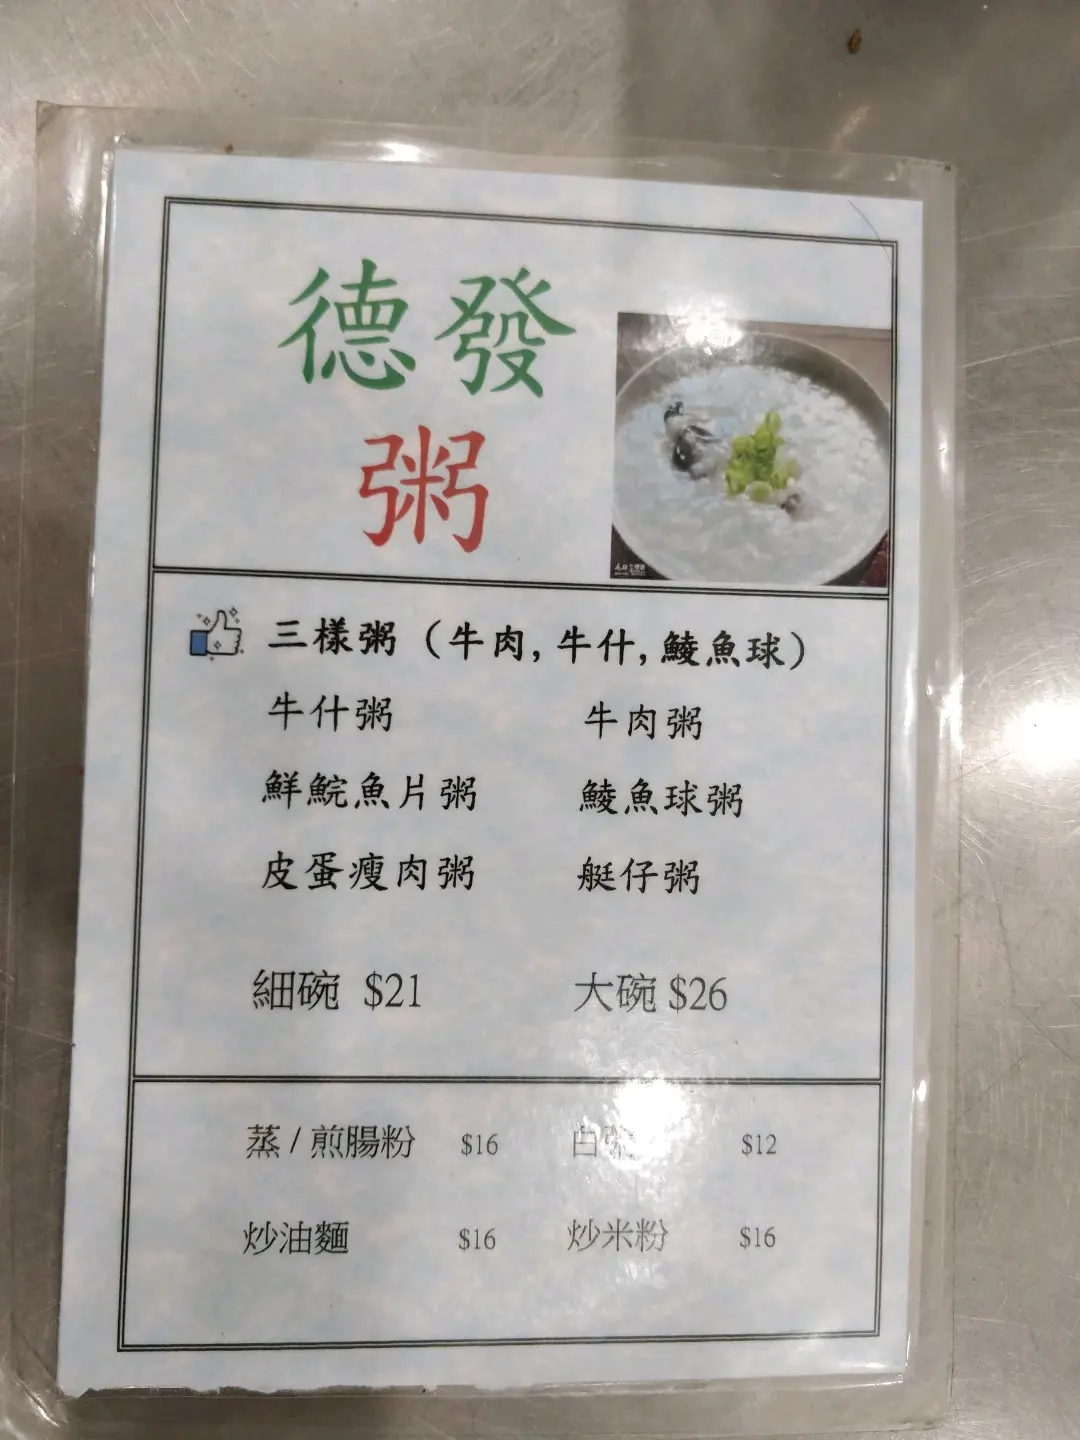 德發
粥
三樣粥（牛肉, 牛什, 鯪魚球）
牛什粥 牛肉粥
鮮鯇魚片粥 鯪魚球粥
皮蛋瘦肉粥 艇仔粥
細碗 $21 大碗 $26
蒸 / 煎腸粉 $16 白粥 $12
炒油麵 $16 炒米粉 $16